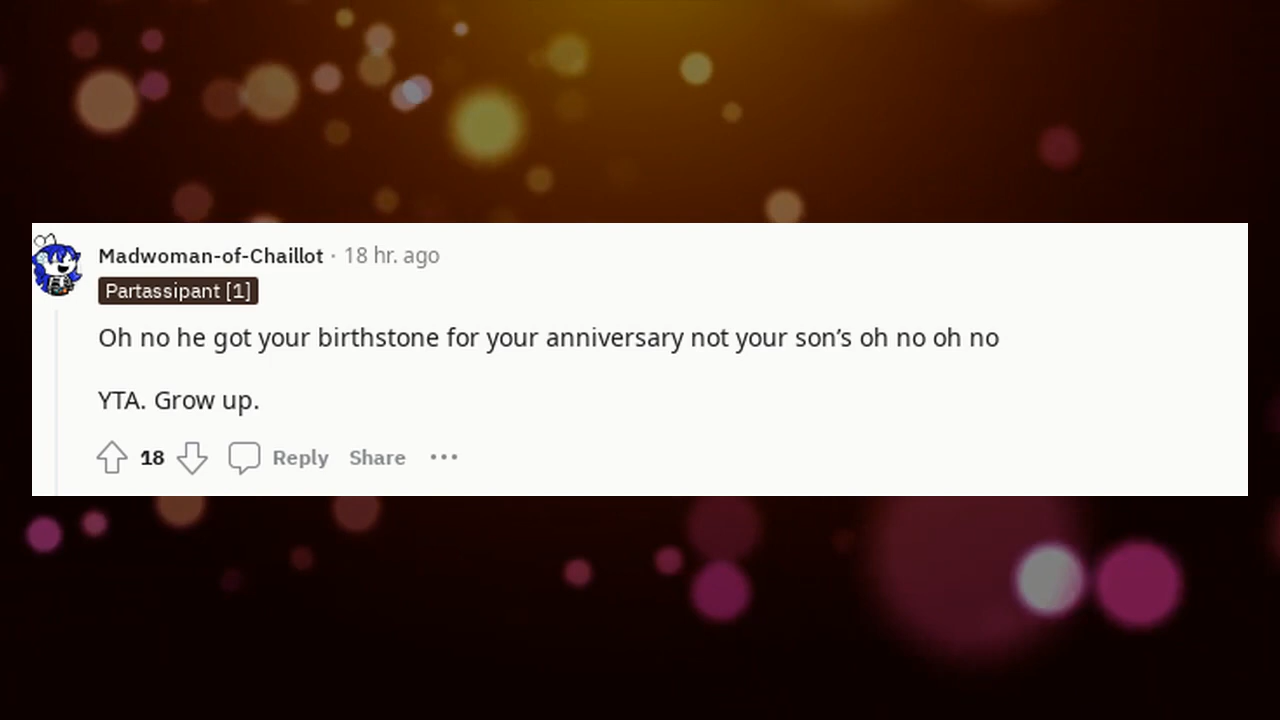 Madwoman-of-Chaillot · 18 hr. ago
Partassipant [1]
Oh no he got your birthstone for your anniversary not your son’s oh no oh no
YTA. Grow up.
18 Reply Share ···